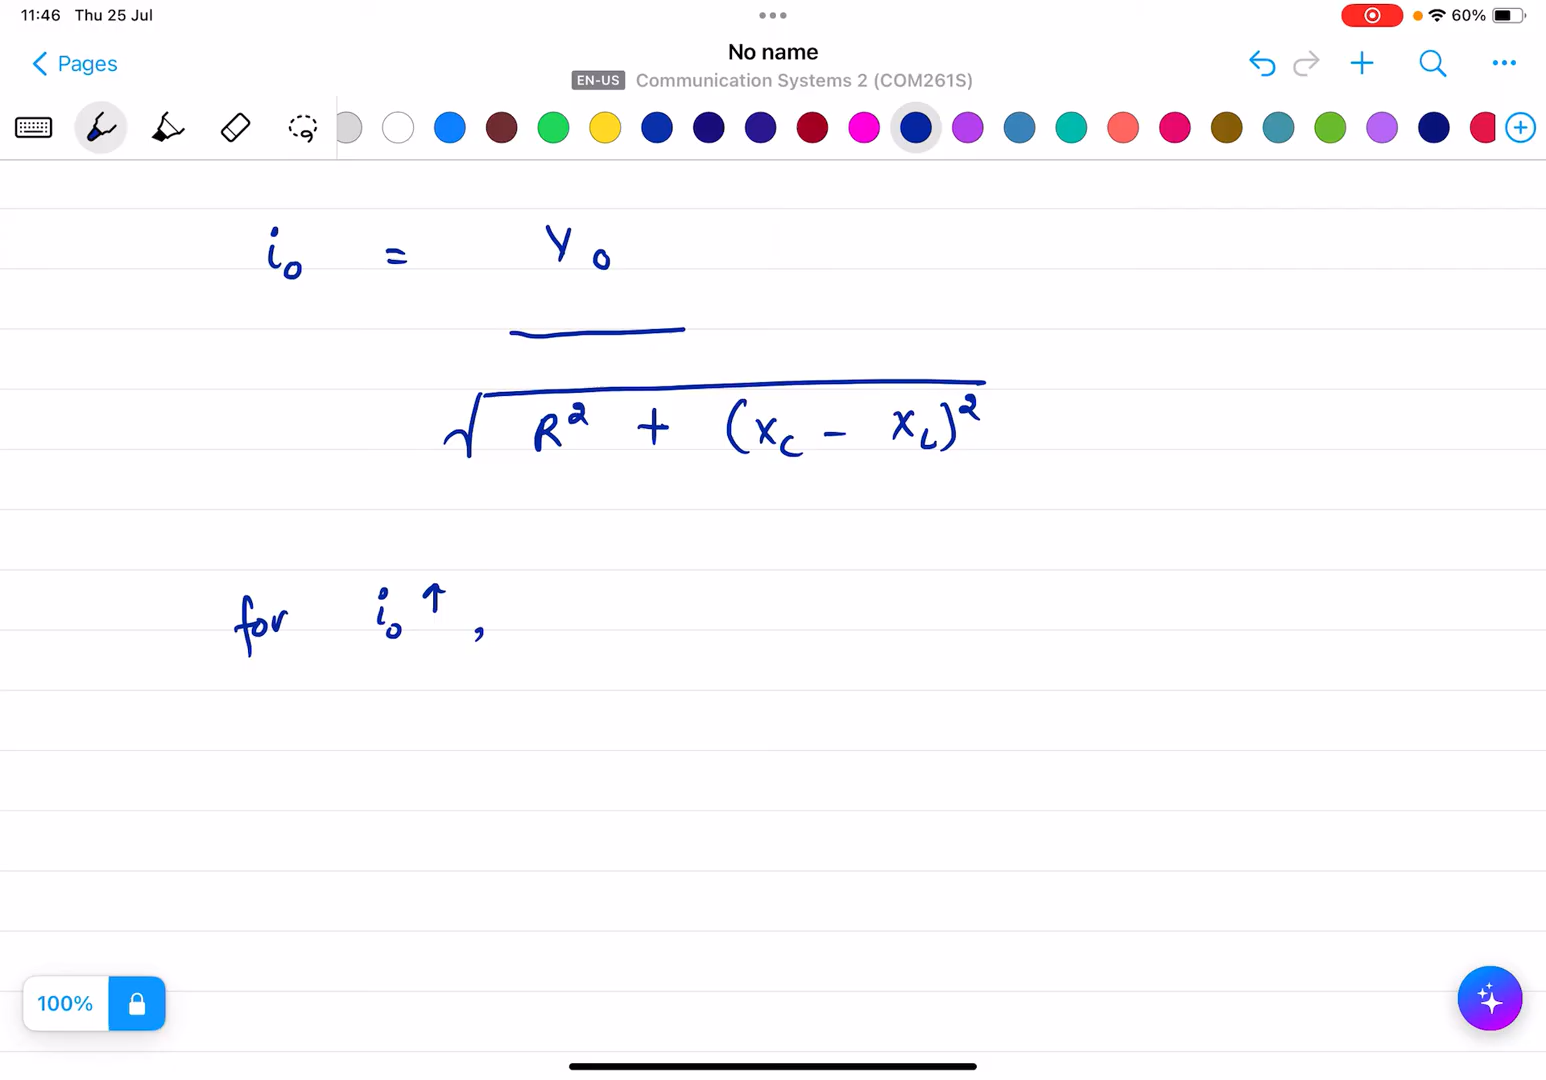 11:46 Thu 25 Jul 60%
Pages No name
EN-US Communication Systems 2 (COM261S)
i₀ = V₀
√R² + (x_C - x_L)²
for i₀ ↑ ,
100%